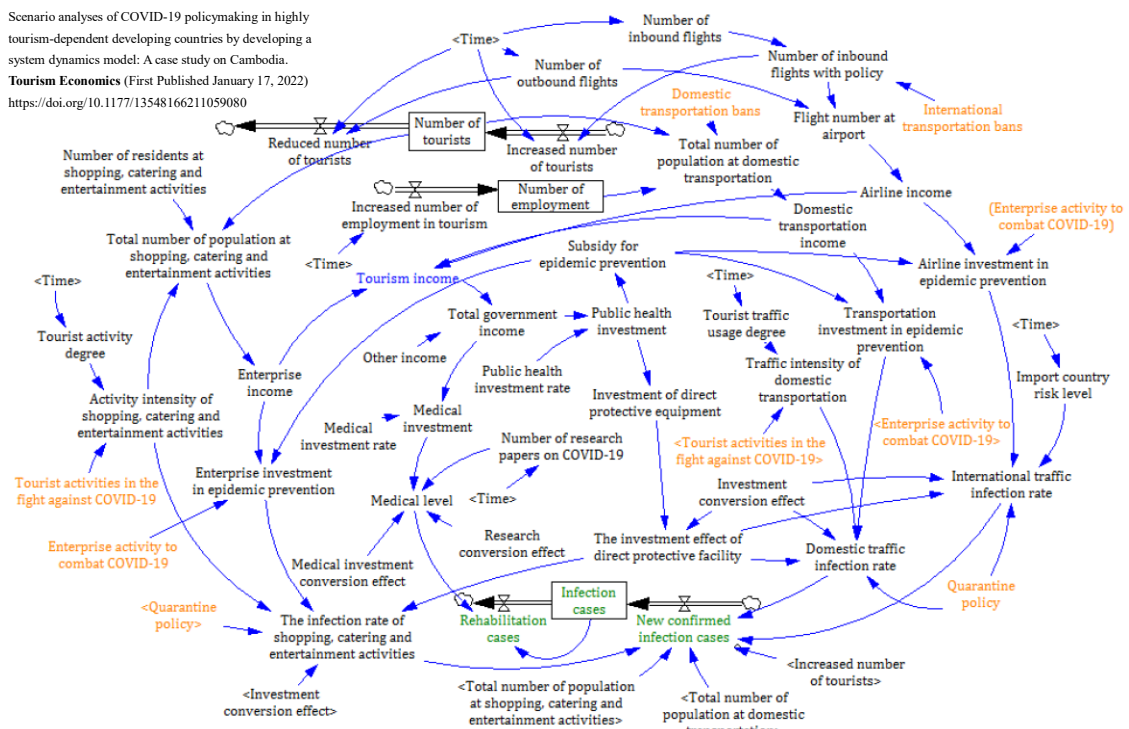 Scenario analyses of COVID-19 policymaking in highly
tourism-dependent developing countries by developing a
system dynamics model: A case study on Cambodia.
Tourism Economics (First Published January 17, 2022)
https://doi.org/10.1177/13548166211059080
<Time>
Number of
inbound flights
Number of
outbound flights
Number of inbound
flights with policy
Domestic
transportation bans
International
transportation bans
Flight number at
airport
Number of
tourists
Reduced number
of tourists
Increased number
of tourists
Total number of
population at domestic
transportation
Number of residents at
shopping, catering and
entertainment activities
Number of
employment
Increased number of
employment in tourism
Airline income
Domestic
transportation
income
(Enterprise activity to
combat COVID-19)
Total number of population at
shopping, catering and
entertainment activities
<Time>
Subsidy for
epidemic prevention
Airline investment in
epidemic prevention
<Time>
Tourism income
<Time>
Total government
income
Public health
investment
Tourist traffic
usage degree
Transportation
investment in epidemic
prevention
<Time>
Tourist activity
degree
Other income
Public health
investment rate
Traffic intensity of
domestic
transportation
Import country
risk level
Enterprise
income
Activity intensity of
shopping, catering and
entertainment activities
Medical
investment
Medical
investment rate
Investment of direct
protective equipment
Number of research
papers on COVID-19
<Tourist activities in the
fight against COVID-19>
<Enterprise activity to
combat COVID-19>
Tourist activities in the
fight against COVID-19
Enterprise investment
in epidemic prevention
Medical level
<Time>
Investment
conversion effect
International traffic
infection rate
Enterprise activity to
combat COVID-19
Medical investment
conversion effect
Research
conversion effect
The investment effect of
direct protective facility
Domestic traffic
infection rate
Quarantine
policy
<Quarantine
policy>
The infection rate of
shopping, catering and
entertainment activities
Infection
cases
Rehabilitation
cases
New confirmed
infection cases
<Investment
conversion effect>
<Total number of population
at shopping, catering and
entertainment activities>
<Total number of
population at domestic
<Increased number
of tourists>